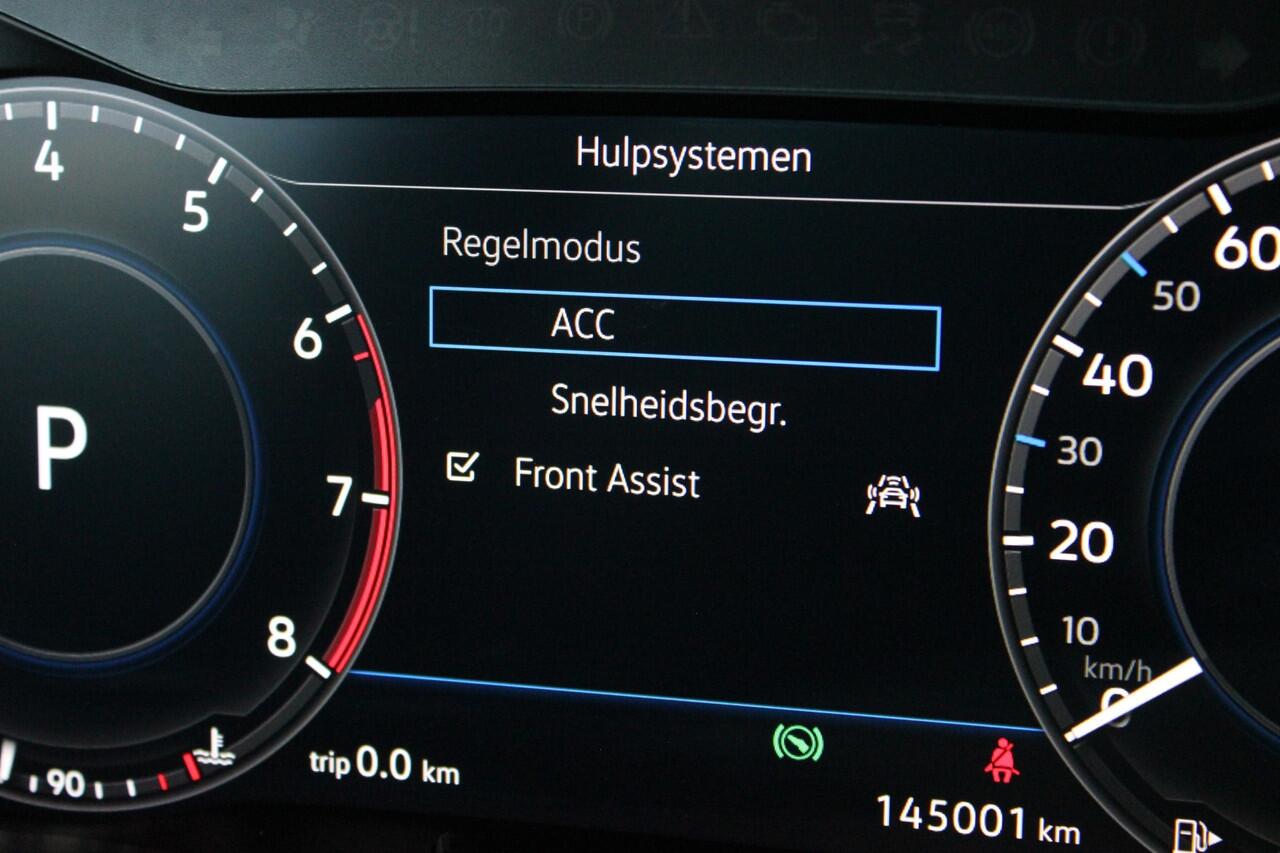 Hulpsystemen
Regelmodus
ACC
Snelheidsbegr.
Front Assist
4
5
6
7
8
P
90
60
50
40
30
20
10
km/h
0
trip 0.0 km
145001 km